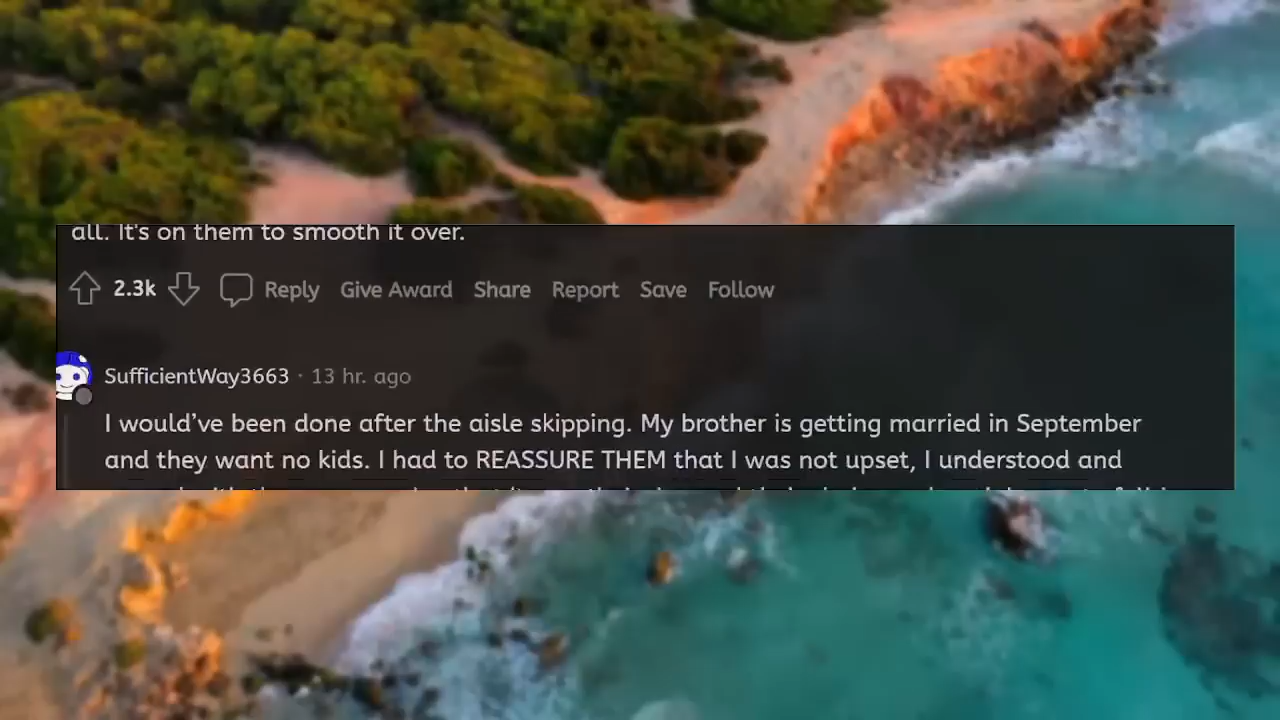 all. It's on them to smooth it over.
2.3k Reply Give Award Share Report Save Follow
SufficientWay3663 · 13 hr. ago
I would’ve been done after the aisle skipping. My brother is getting married in September
and they want no kids. I had to REASSURE THEM that I was not upset, I understood and